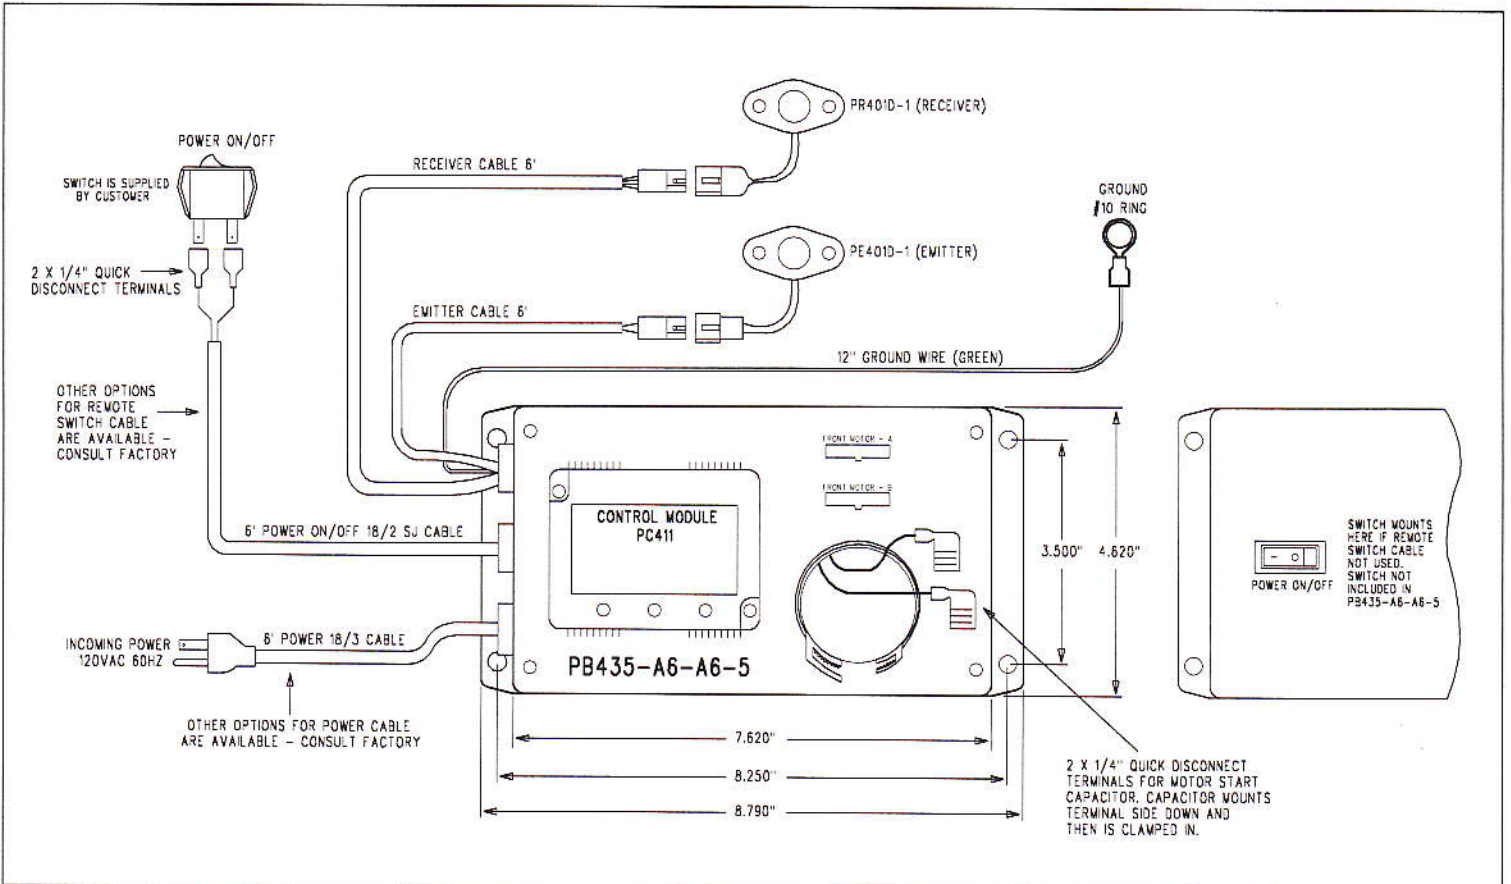 PR401D-1 (RECEIVER)
POWER ON/OFF
RECEIVER CABLE 6'
SWITCH IS SUPPLIED
BY CUSTOMER
GROUND
#10 RING
PE401D-1 (EMITTER)
2 X 1/4" QUICK
DISCONNECT TERMINALS
EMITTER CABLE 6'
12" GROUND WIRE (GREEN)
OTHER OPTIONS
FOR REMOTE
SWITCH CABLE
ARE AVAILABLE -
CONSULT FACTORY
FRONT MOTOR - A
FRONT MOTOR - B
CONTROL MODULE
PC411
6' POWER ON/OFF 18/2 SJ CABLE
3.500"
4.620"
SWITCH MOUNTS
HERE IF REMOTE
SWITCH CABLE
NOT USED.
SWITCH NOT
INCLUDED IN
PB435-A6-A6-5
POWER ON/OFF
INCOMING POWER
120VAC 60HZ
6' POWER 18/3 CABLE
PB435-A6-A6-5
OTHER OPTIONS FOR POWER CABLE
ARE AVAILABLE - CONSULT FACTORY
7.620"
8.250"
8.790"
2 X 1/4" QUICK DISCONNECT
TERMINALS FOR MOTOR START
CAPACITOR. CAPACITOR MOUNTS
TERMINAL SIDE DOWN AND
THEN IS CLAMPED IN.